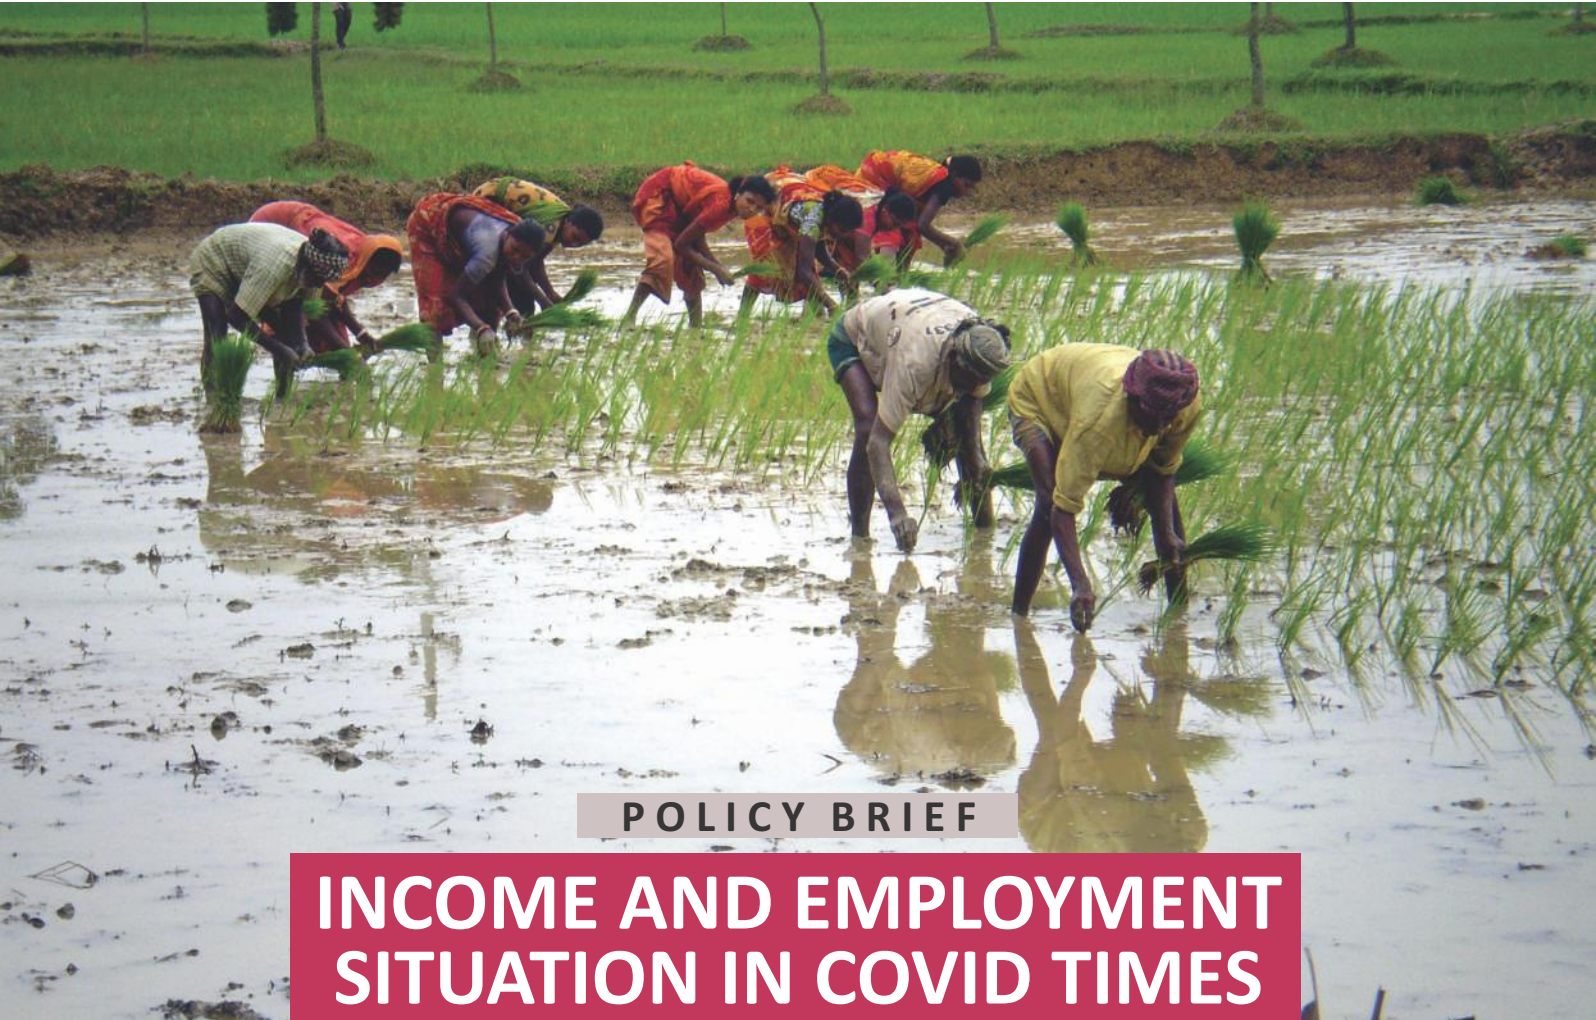 POLICY BRIEF
INCOME AND EMPLOYMENT
SITUATION IN COVID TIMES